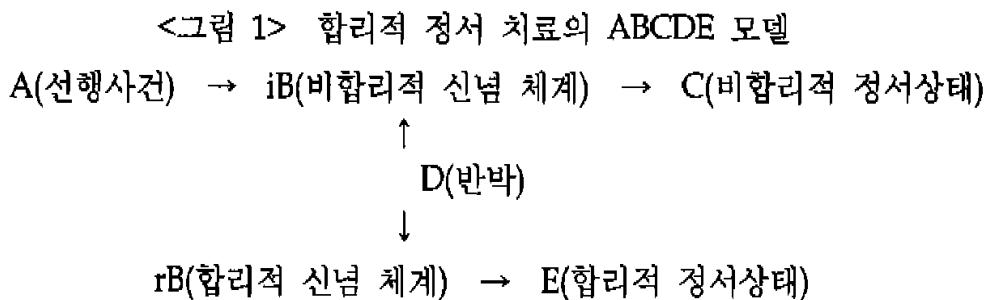 <그림 1> 합리적 정서 치료의 ABCDE 모델
A(선행사건) → iB(비합리적 신념 체계) → C(비합리적 정서상태)
↑
D(반박)
↓
rB(합리적 신념 체계) → E(합리적 정서상태)